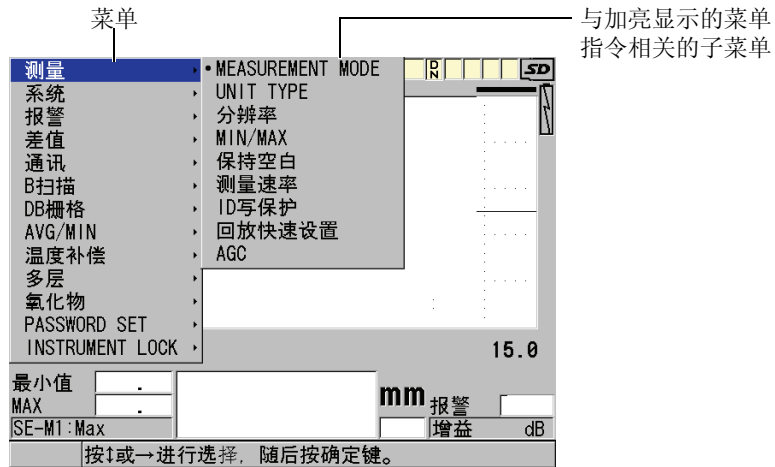 菜单
与加亮显示的菜单
指令相关的子菜单
测量
系统
报警
差值
通讯
B扫描
DB栅格
AVG/MIN
温度补偿
多层
氧化物
PASSWORD SET
INSTRUMENT LOCK
• MEASUREMENT MODE
UNIT TYPE
分辨率
MIN/MAX
保持空白
测量速率
ID写保护
回放快速设置
AGC
DN
SD
15.0
最小值 .
MAX .
SE-M1:Max
mm
报警
增益 dB
按↕或→进行选择, 随后按确定键。